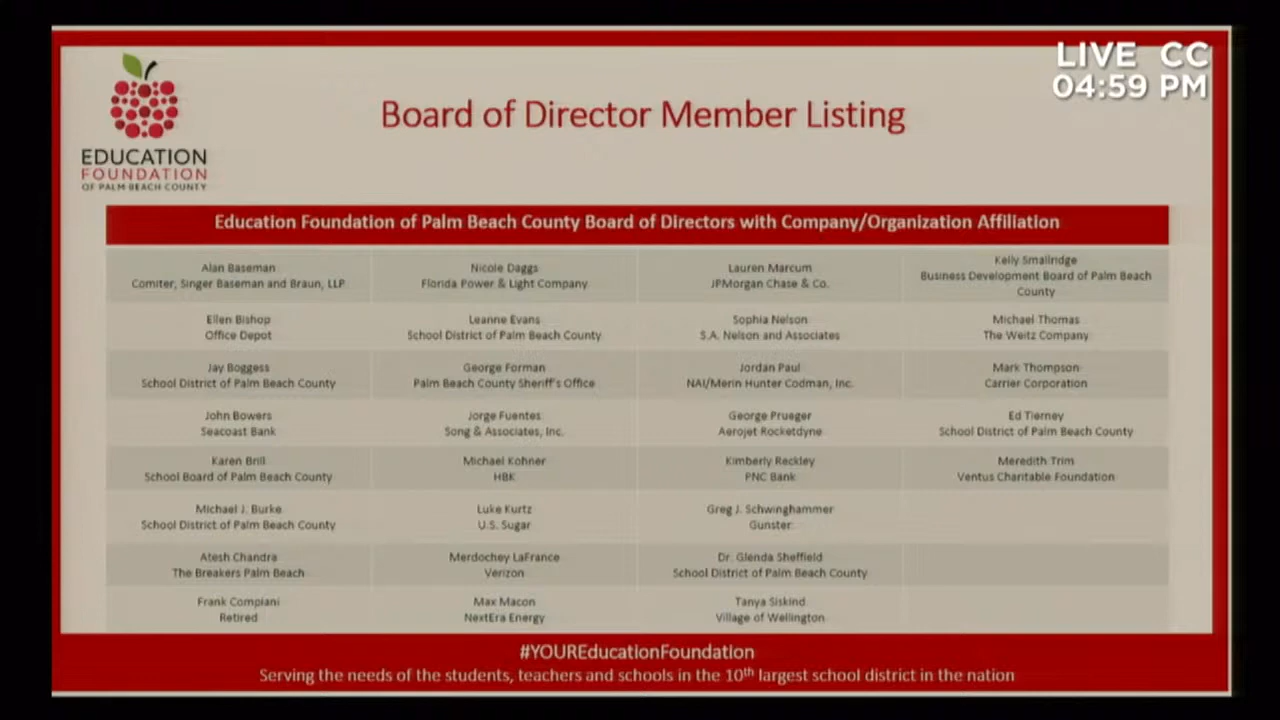 LIVE CC
04:59 PM
EDUCATION
FOUNDATION
OF PALM BEACH COUNTY
Board of Director Member Listing
Education Foundation of Palm Beach County Board of Directors with Company/Organization Affiliation
Alan Baseman
Comiter, Singer Baseman and Braun, LLP
Nicole Daggs
Florida Power & Light Company
Lauren Marcum
JPMorgan Chase & Co.
Kelly Smallridge
Business Development Board of Palm Beach
County
Ellen Bishop
Office Depot
Leanne Evans
School District of Palm Beach County
Sophia Nelson
S.A. Nelson and Associates
Michael Thomas
The Weitz Company
Jay Boggess
School District of Palm Beach County
George Forman
Palm Beach County Sheriff's Office
Jordan Paul
NAI/Merin Hunter Codman, Inc.
Mark Thompson
Carrier Corporation
John Bowers
Seacoast Bank
Jorge Fuentes
Song & Associates, Inc.
George Prueger
Aerojet Rocketdyne
Ed Tierney
School District of Palm Beach County
Karen Brill
School Board of Palm Beach County
Michael Kohner
HBK
Kimberly Reckley
PNC Bank
Meredith Trim
Ventus Charitable Foundation
Michael J. Burke
School District of Palm Beach County
Luke Kurtz
U.S. Sugar
Greg J. Schwinghammer
Gunster
Atesh Chandra
The Breakers Palm Beach
Merdochey LaFrance
Verizon
Dr. Glenda Sheffield
School District of Palm Beach County
Frank Compiani
Retired
Max Macon
NextEra Energy
Tanya Siskind
Village of Wellington
#YOUREducationFoundation
Serving the needs of the students, teachers and schools in the 10th largest school district in the nation